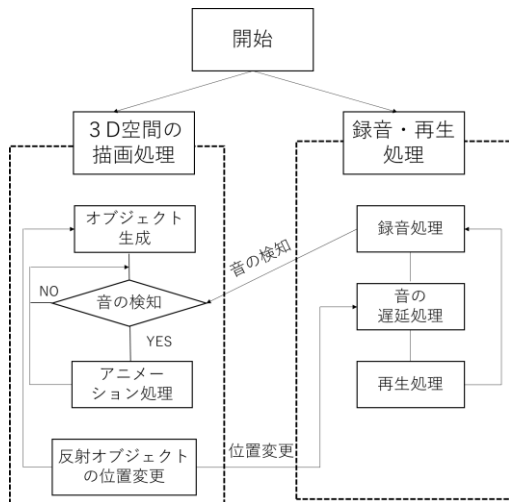 開始
３D空間の
描画処理
録音・再生
処理
オブジェクト
生成
録音処理
音の検知
音の検知
NO
YES
音の
遅延処理
アニメー
ション処理
再生処理
反射オブジェクト
の位置変更
位置変更